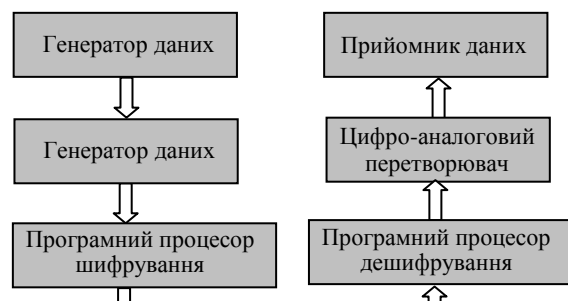 Генератор даних
Генератор даних
Програмний процесор
шифрування
Прийомник даних
Цифро-аналоговий
перетворювач
Програмний процесор
дешифрування